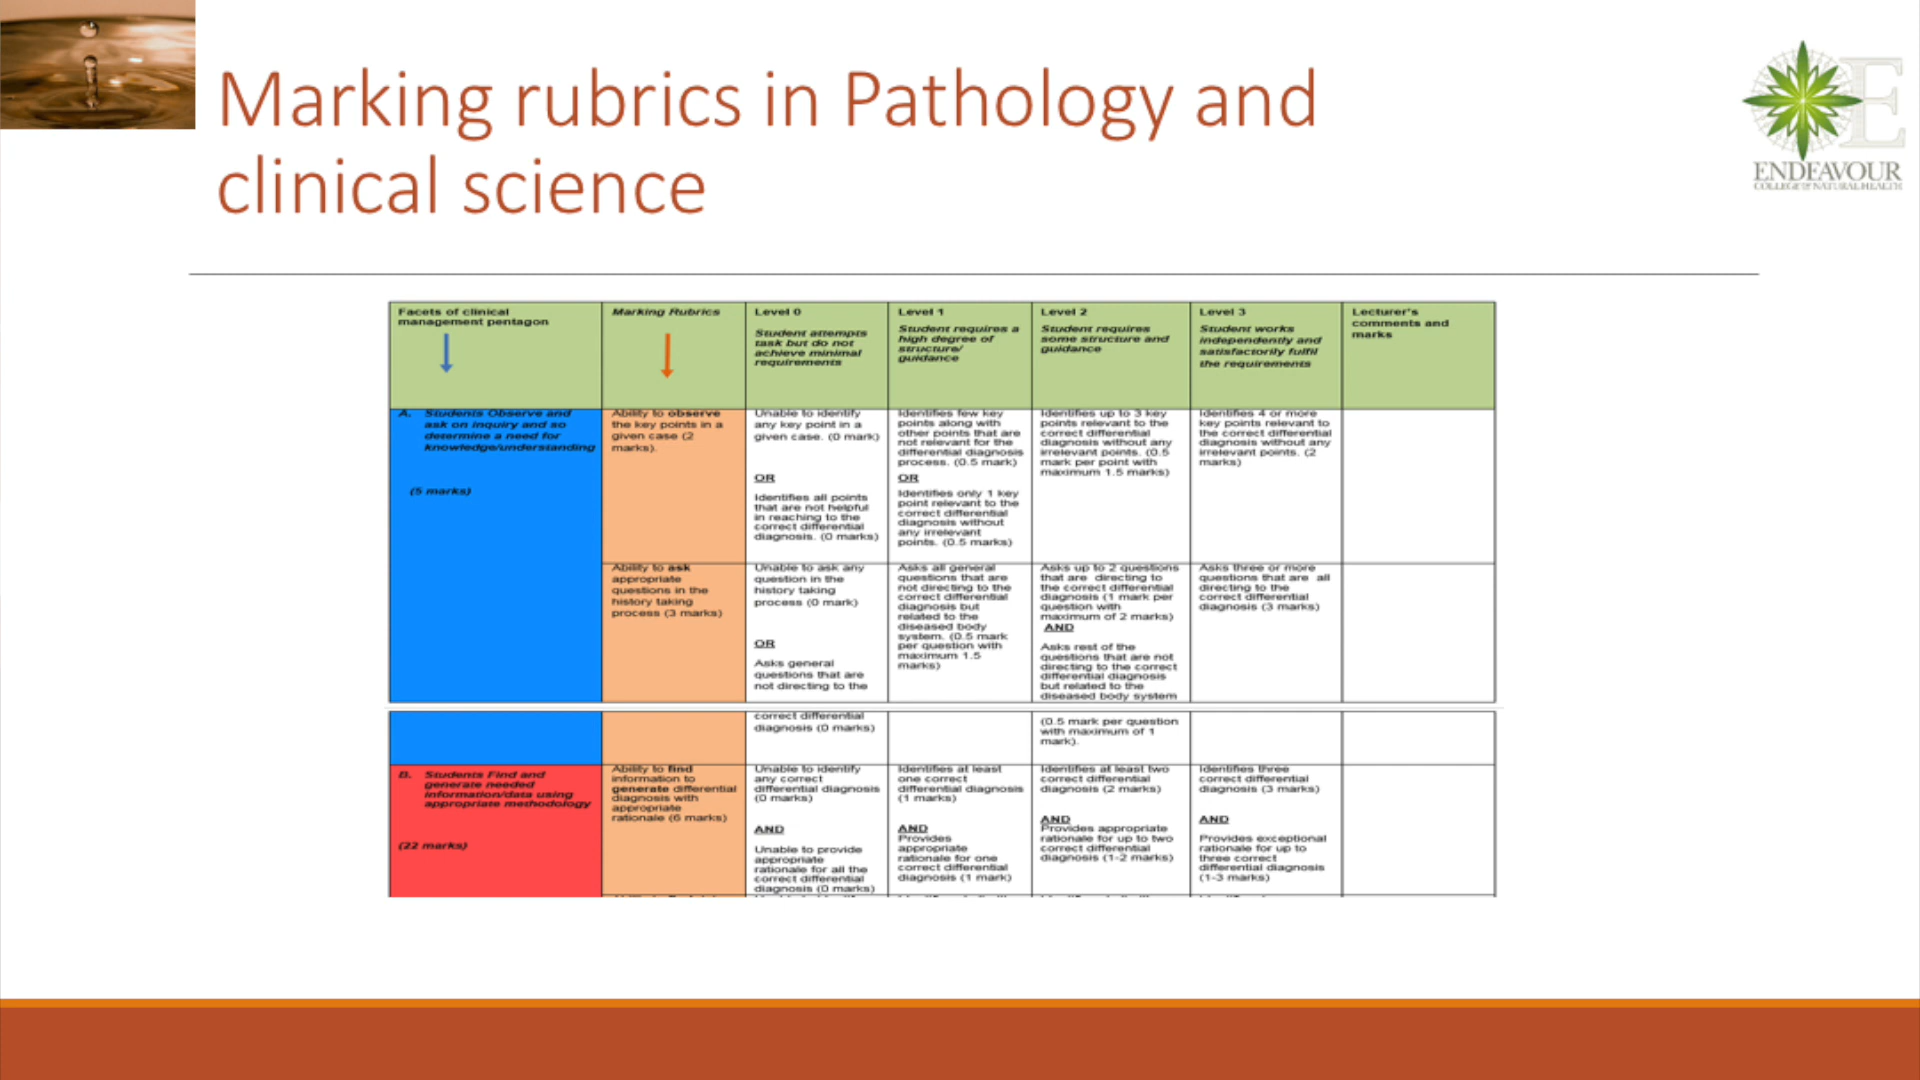 Marking rubrics in Pathology and
clinical science
E
ENDEAVOUR
COLLEGE OF NATURAL HEALTH
Facets of clinical
management pentagon
Marking Rubrics
Level 0
Student attempts
task but do not
achieve minimal
requirements
Level 1
Student requires a
high degree of
structure/
guidance
Level 2
Student requires
some structure and
guidance
Level 3
Student works
independently and
satisfactorily fulfil
the requirements
Lecturer's
comments and
marks
A. Students Observe and
ask on inquiry and so
determine a need for
knowledge/understanding
(5 marks)
Ability to observe
the key points in a
given case (2
marks).
Unable to identify
any key point in a
given case. (0 mark)
OR
Identifies all points
that are not helpful
in reaching to the
correct differential
diagnosis. (0 marks)
Identifies few key
points along with
other points that are
not relevant for the
differential diagnosis
process. (0.5 mark)
OR
Identifies only 1 key
point relevant to the
correct differential
diagnosis without
any irrelevant
points. (0.5 marks)
Identifies up to 3 key
points relevant to the
correct differential
diagnosis without any
irrelevant points. (0.5
mark per point with
maximum 1.5 marks)
Identifies 4 or more
key points relevant to
the correct differential
diagnosis without any
irrelevant points. (2
marks)
Ability to ask
appropriate
questions in the
history taking
process (3 marks)
Unable to ask any
question in the
history taking
process (0 mark)
OR
Asks general
questions that are
not directing to the
Asks all general
questions that are
not directing to the
correct differential
diagnosis but
related to the
diseased body
system. (0.5 mark
per question with
maximum 1.5
marks)
Asks up to 2 questions
that are directing to
the correct differential
diagnosis (1 mark per
question with
maximum of 2 marks)
AND
Asks rest of the
questions that are not
directing to the correct
differential diagnosis
but related to the
diseased body system
Asks three or more
questions that are all
directing to the
correct differential
diagnosis (3 marks)
correct differential
diagnosis (0 marks)
(0.5 mark per question
with maximum of 1
mark).
B. Students Find and
generate needed
information/data using
appropriate methodology
(22 marks)
Ability to find
information to
generate differential
diagnosis with
appropriate
rationale (6 marks)
Unable to identify
any correct
differential diagnosis
(0 marks)
AND
Unable to provide
appropriate
rationale for all the
correct differential
diagnosis (0 marks)
Identifies at least
one correct
differential diagnosis
(1 marks)
AND
Provides
appropriate
rationale for one
correct differential
diagnosis (1 mark)
Identifies at least two
correct differential
diagnosis (2 marks)
AND
Provides appropriate
rationale for up to two
correct differential
diagnosis (1-2 marks)
Identifies three
correct differential
diagnosis (3 marks)
AND
Provides exceptional
rationale for up to
three correct
differential diagnosis
(1-3 marks)